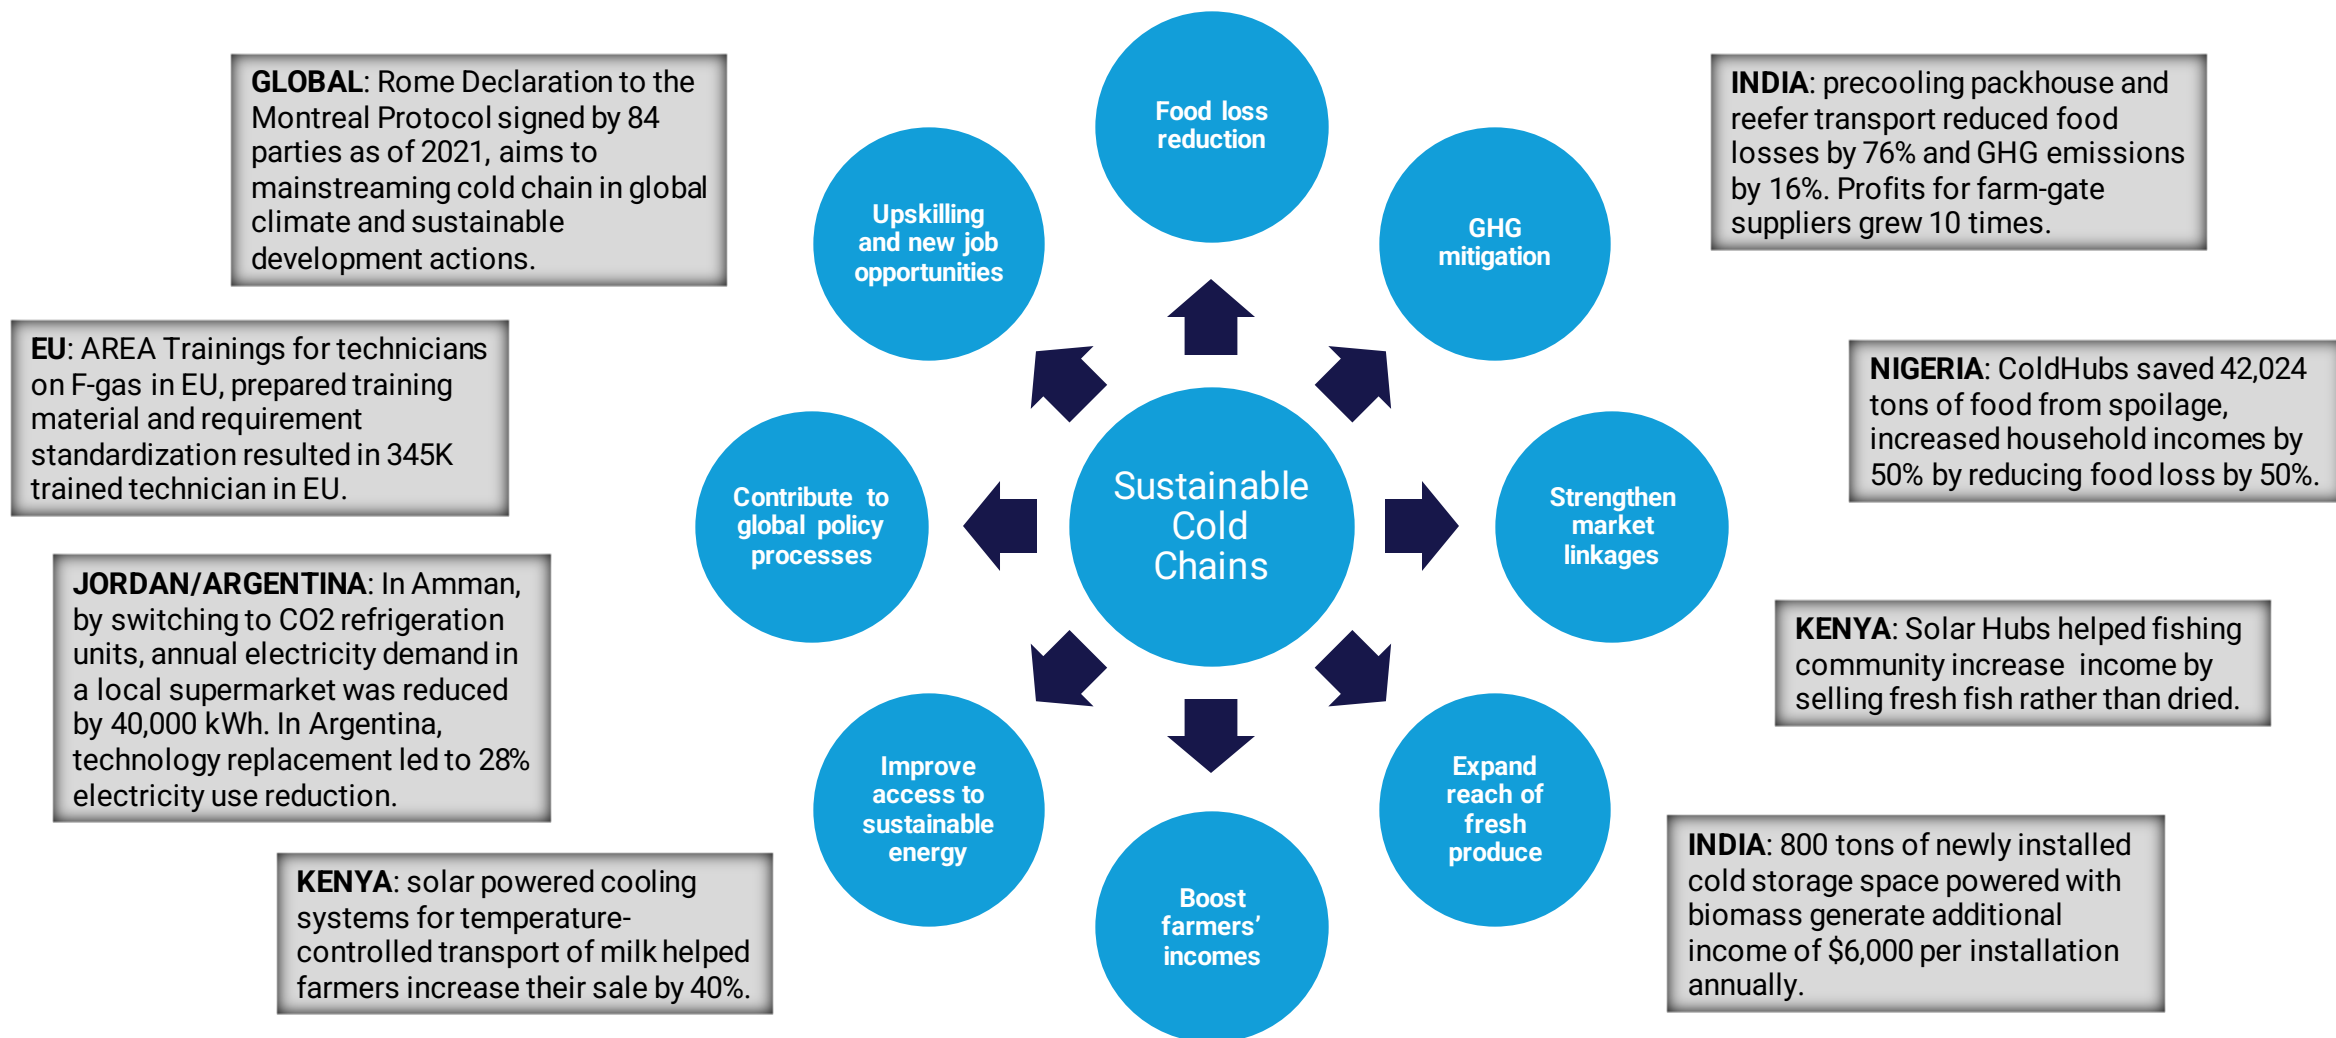 GLOBAL: Rome Declaration to the
Montreal Protocol signed by 84
parties as of 2021, aims to
mainstreaming cold chain in global
climate and sustainable
development actions.
EU: AREA Trainings for technicians
on F-gas in EU, prepared training
material and requirement
standardization resulted in 345K
trained technician in EU.
JORDAN/ARGENTINA: In Amman,
by switching to CO2 refrigeration
units, annual electricity demand in
a local supermarket was reduced
by 40,000 kWh. In Argentina,
technology replacement led to 28%
electricity use reduction.
KENYA: solar powered cooling
systems for temperature-
controlled transport of milk helped
farmers increase their sale by 40%.
Food loss
reduction
GHG
mitigation
Strengthen
market
linkages
Expand
reach of
fresh
produce
Boost
farmers’
incomes
Improve
access to
sustainable
energy
Contribute to
global policy
processes
Upskilling
and new job
opportunities
Sustainable
Cold
Chains
INDIA: precooling packhouse and
reefer transport reduced food
losses by 76% and GHG emissions
by 16%. Profits for farm-gate
suppliers grew 10 times.
NIGERIA: ColdHubs saved 42,024
tons of food from spoilage,
increased household incomes by
50% by reducing food loss by 50%.
KENYA: Solar Hubs helped fishing
community increase income by
selling fresh fish rather than dried.
INDIA: 800 tons of newly installed
cold storage space powered with
biomass generate additional
income of $6,000 per installation
annually.